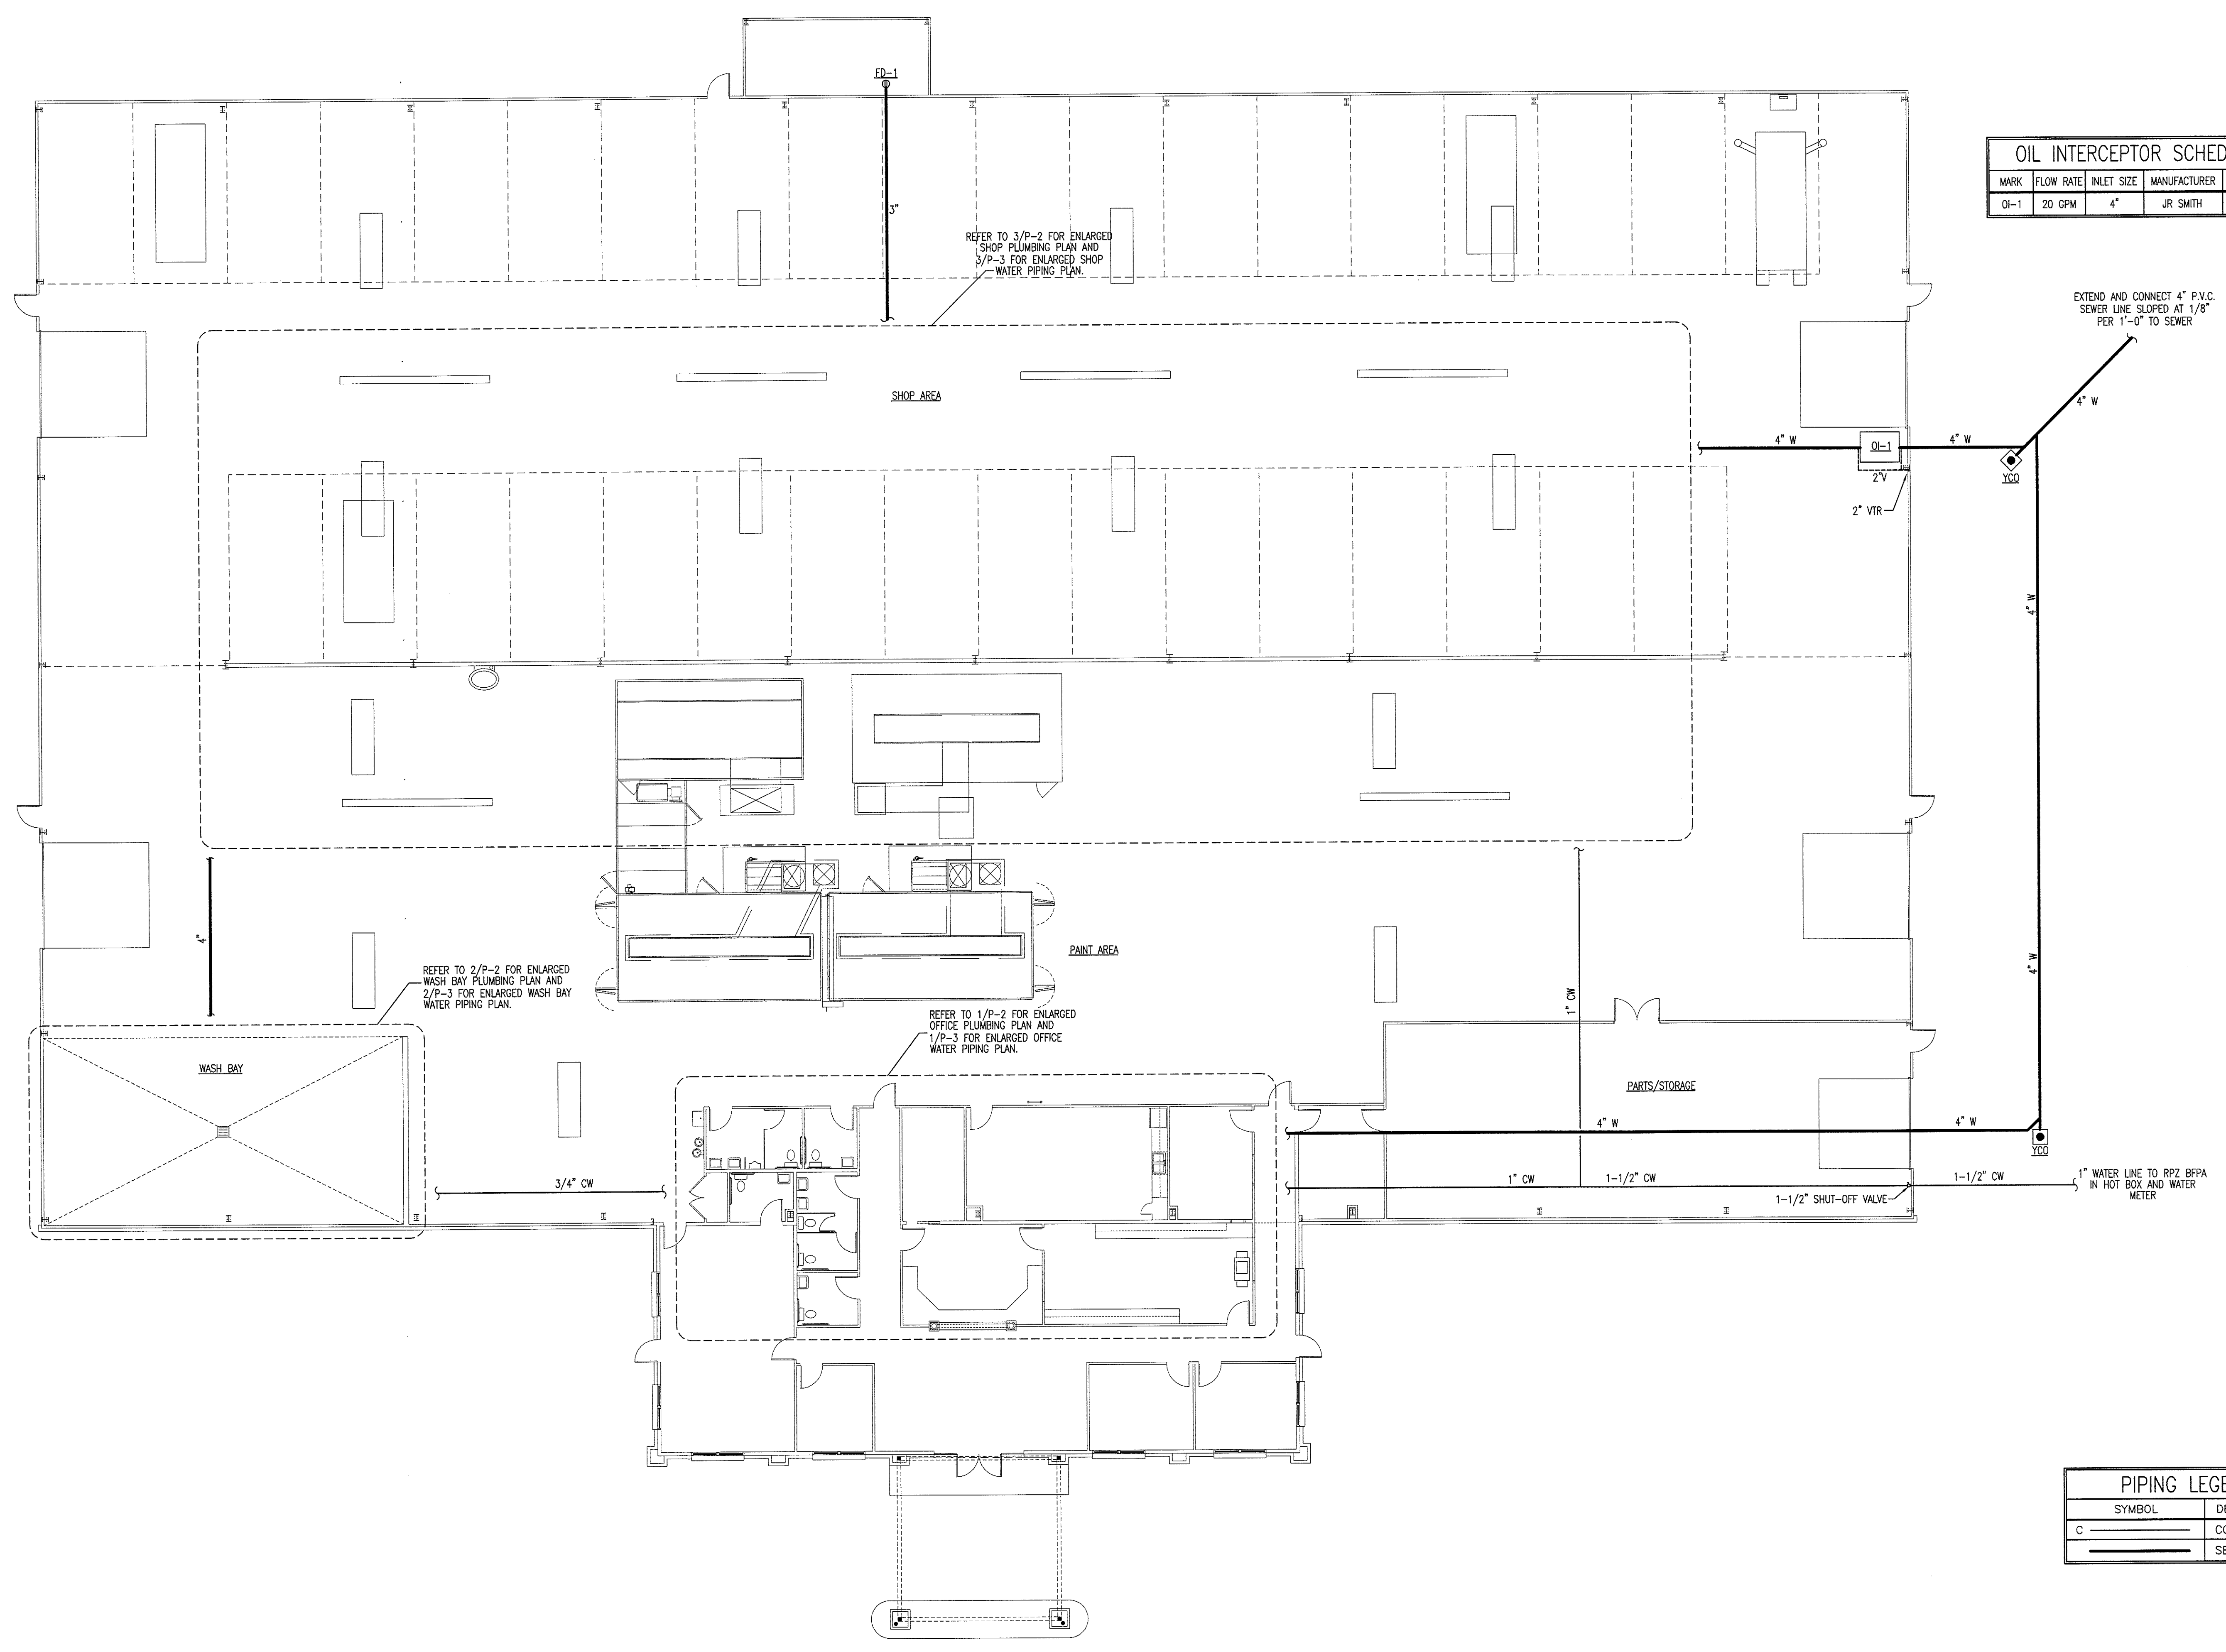 FD-1
3"
REFER TO 3/P-2 FOR ENLARGED
SHOP PLUMBING PLAN AND
3/P-3 FOR ENLARGED SHOP
WATER PIPING PLAN.
OIL INTERCEPTOR SCHED
MARK FLOW RATE INLET SIZE MANUFACTURER
OI-1 20 GPM 4" JR SMITH
EXTEND AND CONNECT 4" P.V.C.
SEWER LINE SLOPED AT 1/8"
PER 1'-0" TO SEWER
4" W
SHOP AREA
4" W
OI-1
4" W
2"V
YCO
2" VTR
4" W
4"
PAINT AREA
4" W
REFER TO 2/P-2 FOR ENLARGED
WASH BAY PLUMBING PLAN AND
2/P-3 FOR ENLARGED WASH BAY
WATER PIPING PLAN.
1" CW
REFER TO 1/P-2 FOR ENLARGED
OFFICE PLUMBING PLAN AND
1/P-3 FOR ENLARGED OFFICE
WATER PIPING PLAN.
WASH BAY
PARTS/STORAGE
4" W
4" W
YCO
3/4" CW
1" CW
1-1/2" CW
1-1/2" SHUT-OFF VALVE
1-1/2" CW
1" WATER LINE TO RPZ BFPA
IN HOT BOX AND WATER
METER
PIPING LEGE
SYMBOL DE
C CO
SE